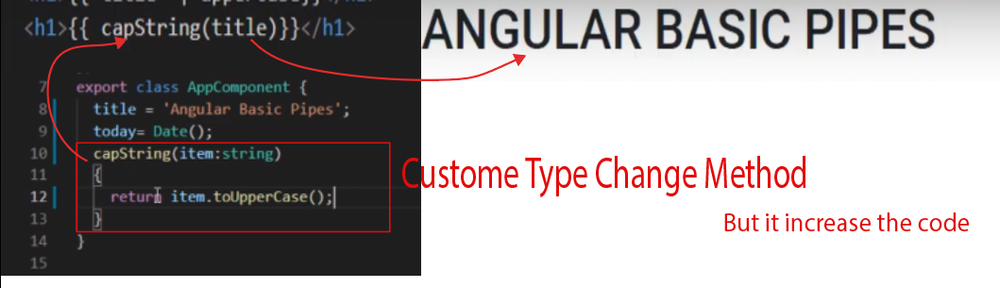 <h1>{{ capString(title)}}</h1>
ANGULAR BASIC PIPES
7 export class AppComponent {
8 title = 'Angular Basic Pipes';
9 today= Date();
10 capString(item:string)
11 {
12 return item.toUpperCase();
13 }
14 }
15
Custome Type Change Method
But it increase the code